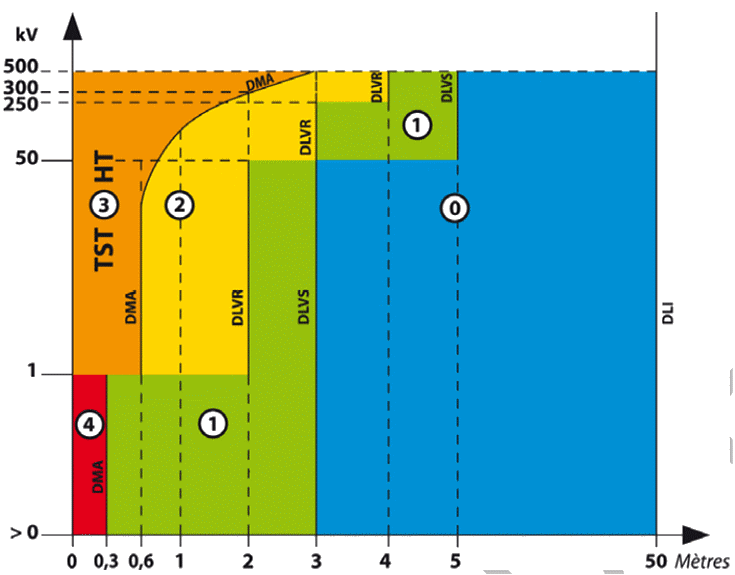 kV
500
300
250
50
1
> 0
DMA
DLVR
DLVS
DLVR
1
TST HT
3
2
0
DMA
DLVR
DLVS
DLI
4
1
DMA
0 0,3 0,6 1 2 3 4 5 50 Mètres